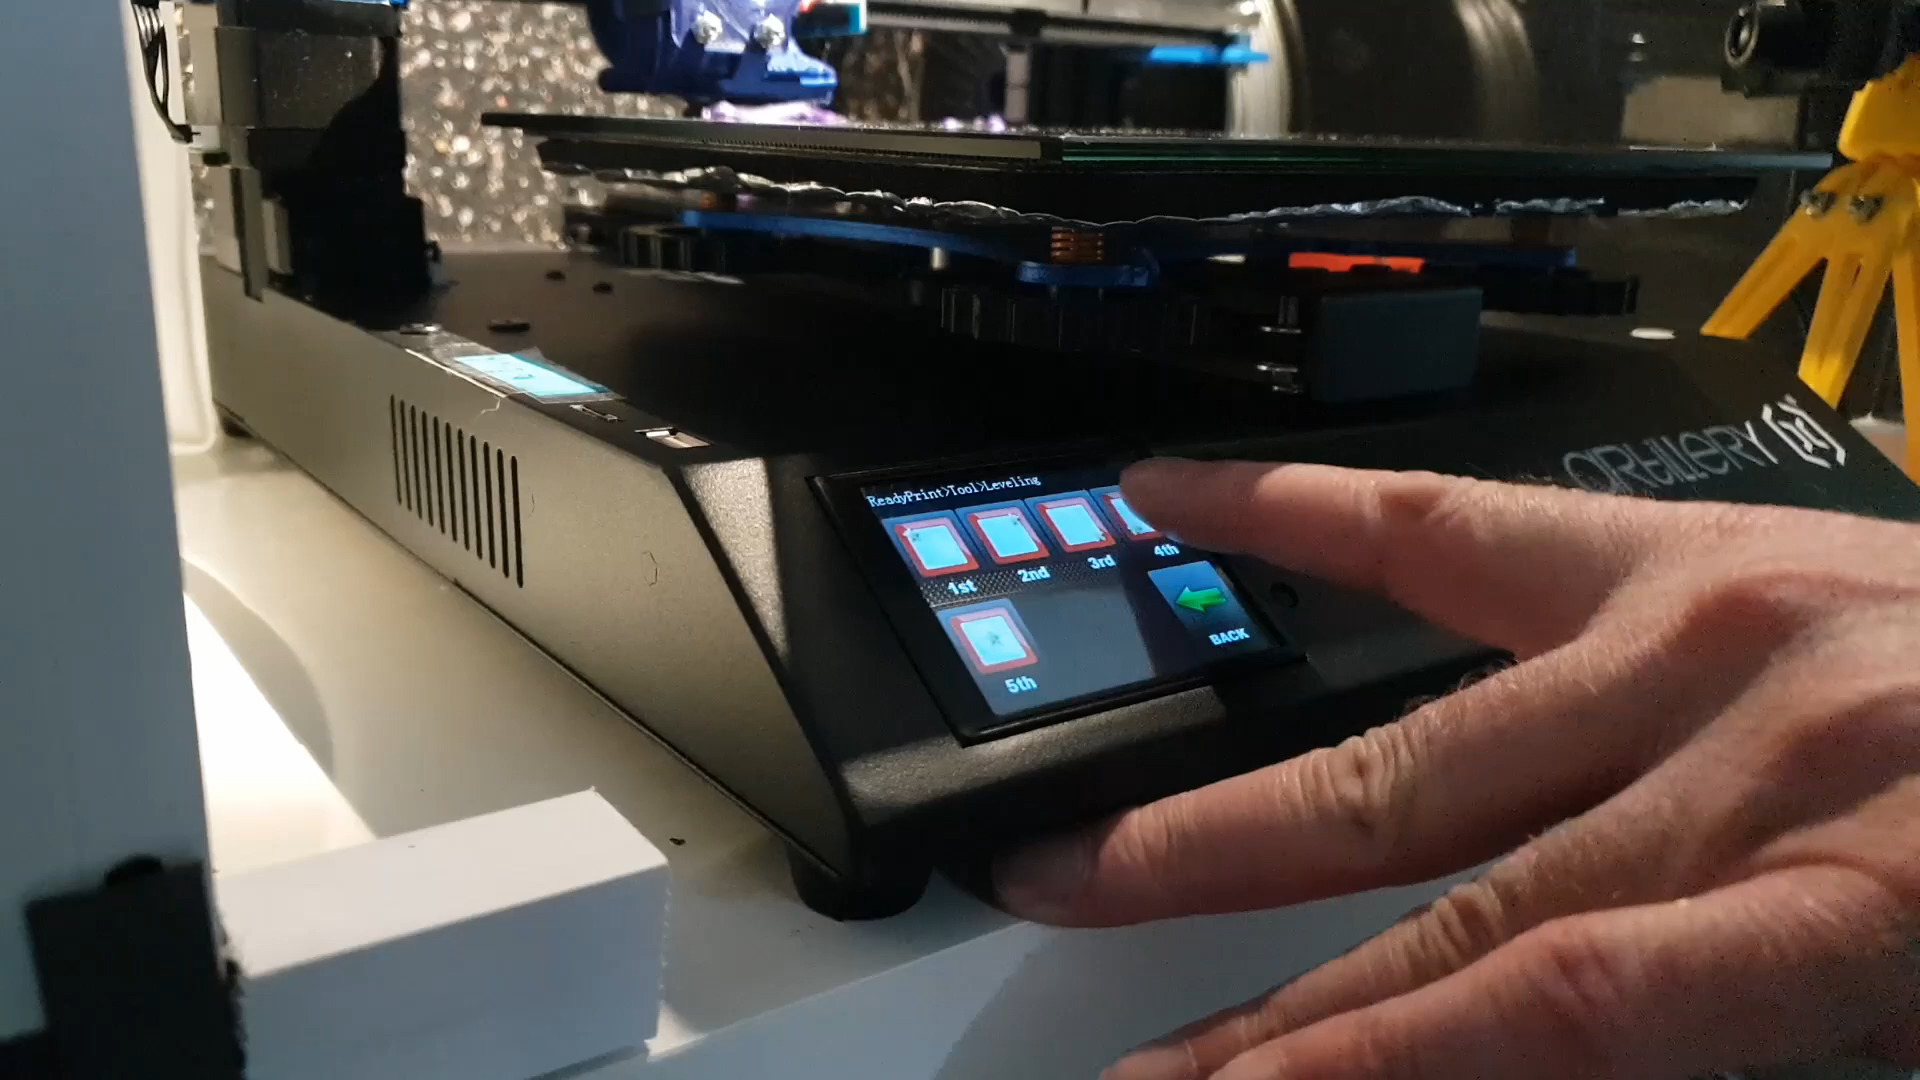 ReadyPrint>Tool>Leveling
1st
2nd
3rd
4th
5th
BACK
ARtillERY